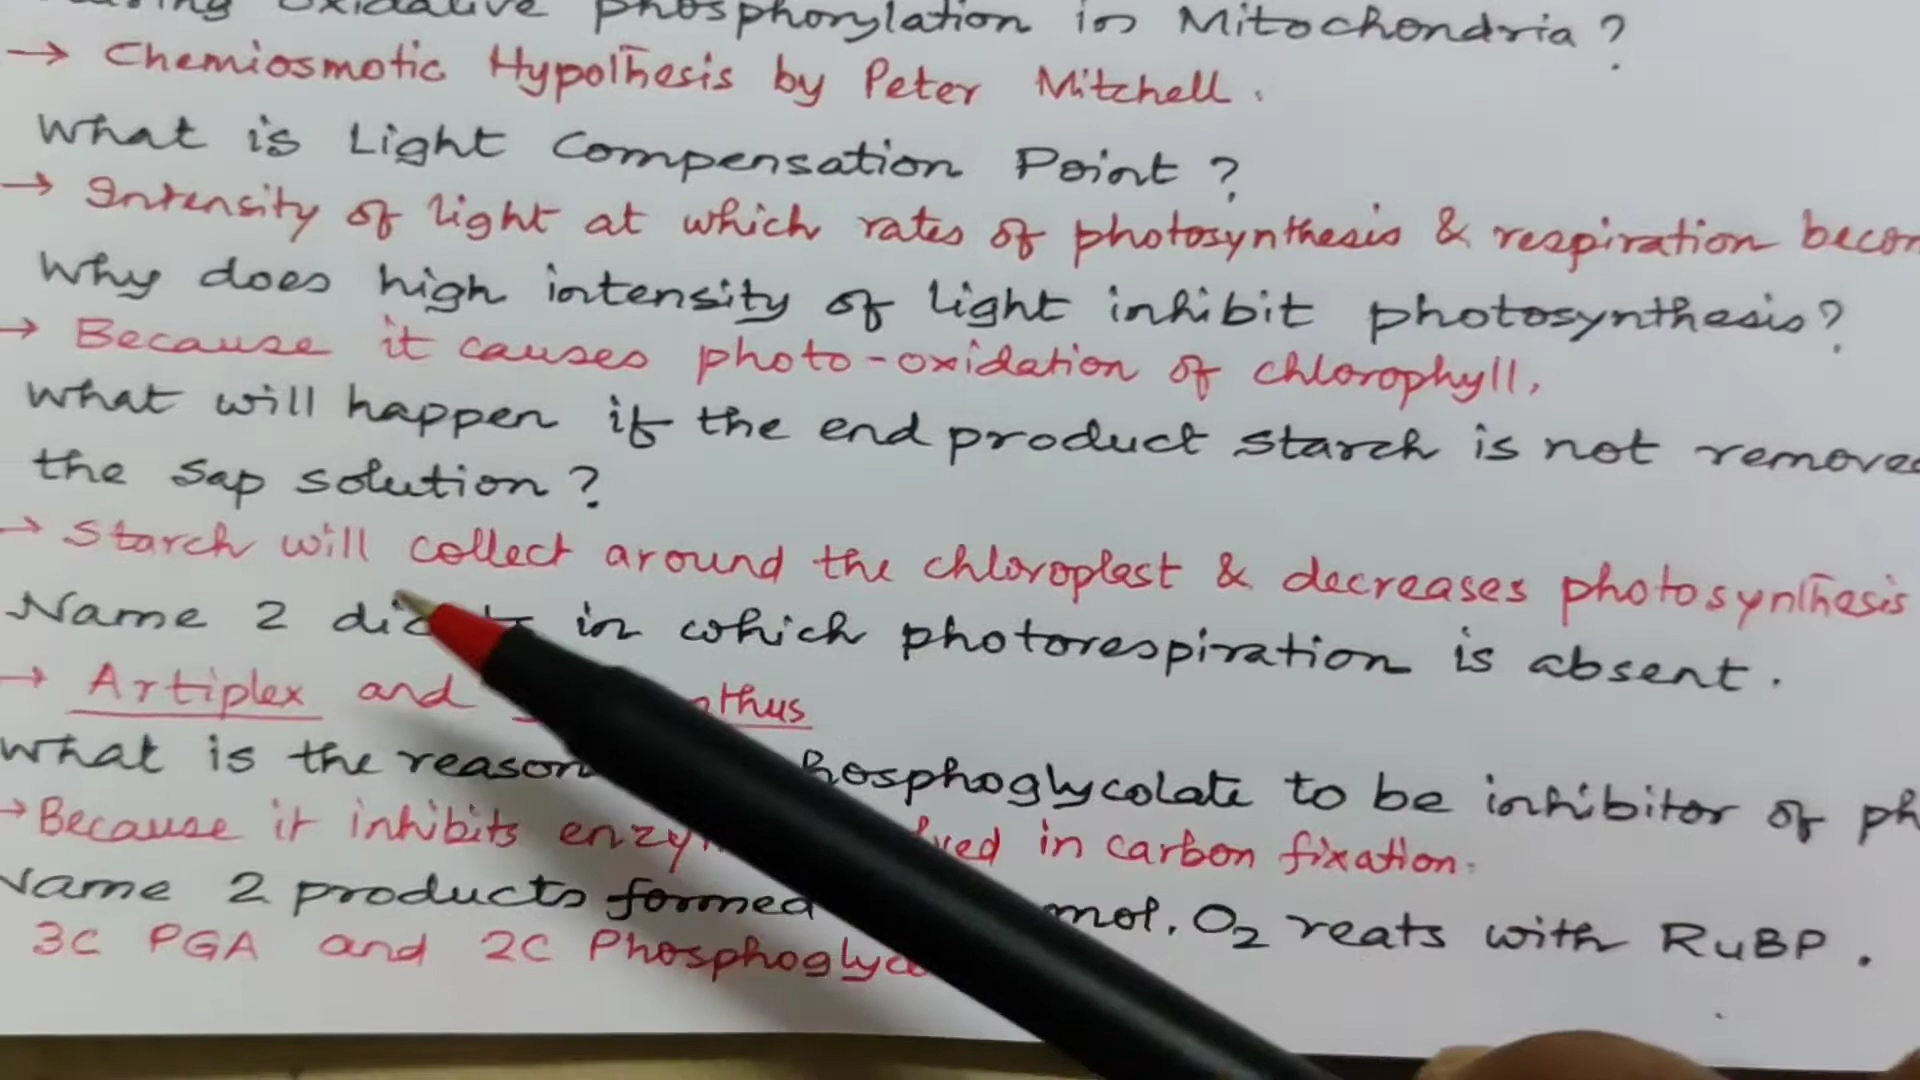 oxidative phosphorylation in Mitochondria?
→ Chemiosmotic Hypothesis by Peter Mitchell.
What is Light Compensation Point?
→ Intensity of light at which rates of photosynthesis & respiration becom
Why does high intensity of light inhibit photosynthesis?
→ Because it causes photo-oxidation of chlorophyll.
What will happen if the end product starch is not remove
the Sap solution?
→ Starch will collect around the chloroplast & decreases photosynthesis
Name 2 in which photorespiration is absent.
→ Artiplex and nthus
What is the reason hosphoglycolate to be inhibitor of ph
→ Because it inhibits enzy lved in carbon fixation.
Name 2 products formed mol. O2 reats with RuBP.
3C PGA and 2C Phosphoglyco